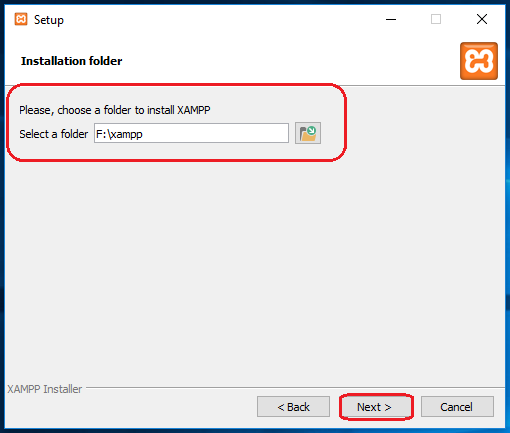 Setup
Installation folder
Please, choose a folder to install XAMPP
Select a folder F:\xampp
XAMPP Installer
< Back Next > Cancel